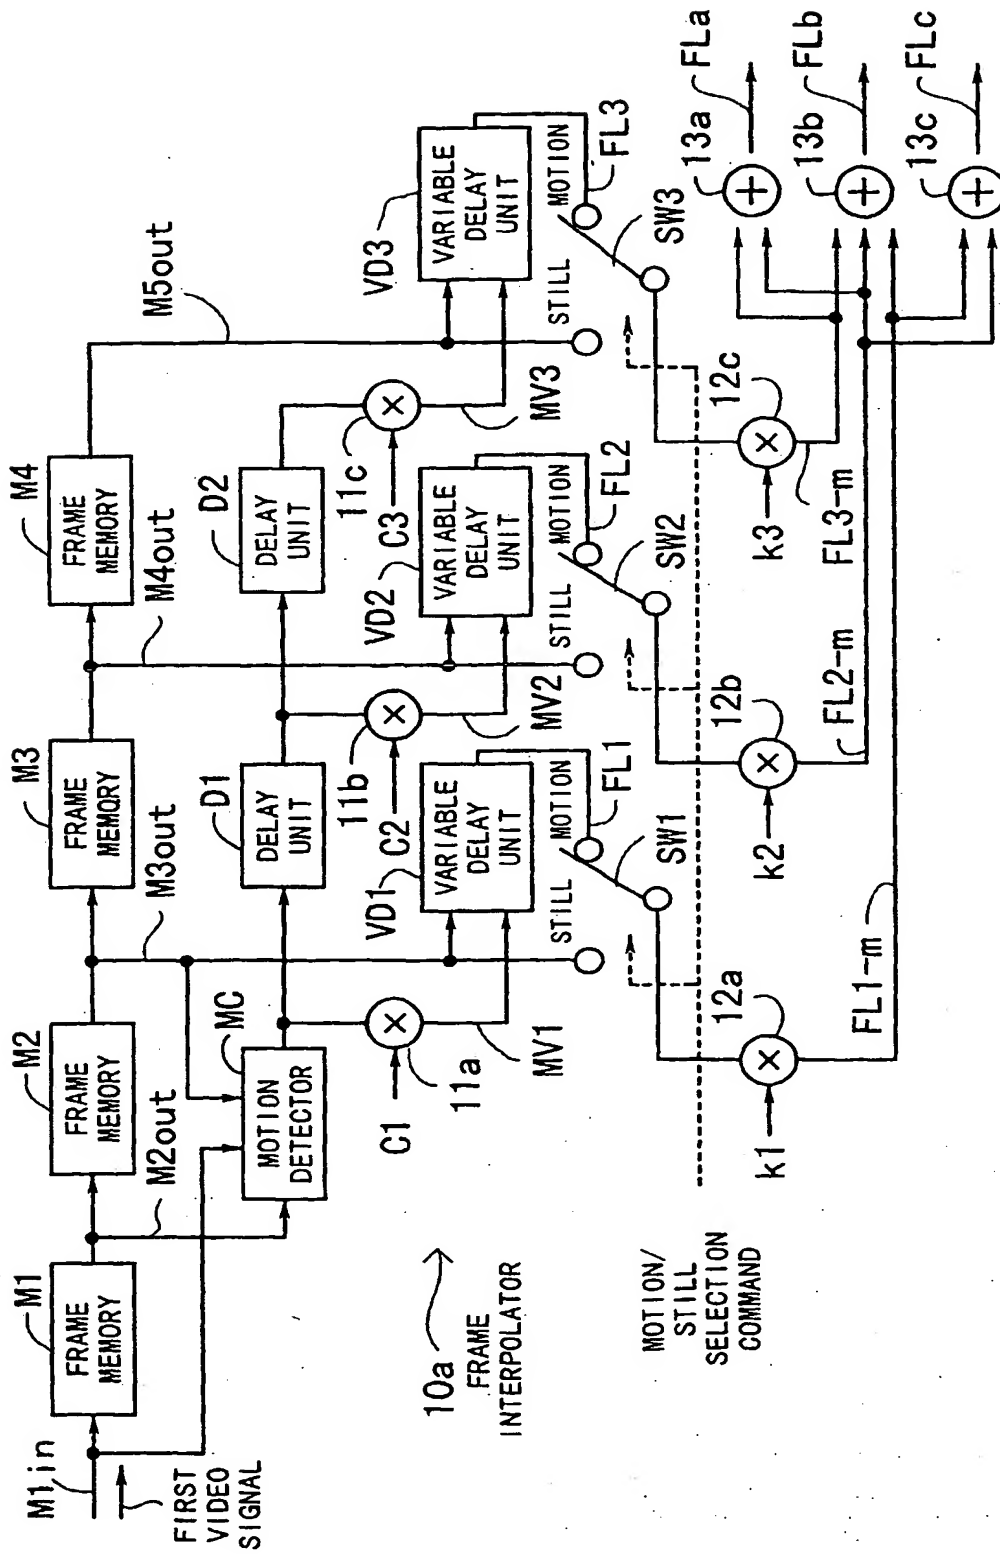 M1,in
FIRST
VIDEO
SIGNAL
M1
FRAME
MEMORY
M2out
M2
FRAME
MEMORY
M3out
M3
FRAME
MEMORY
M4out
M4
FRAME
MEMORY
M5out
MC
MOTION
DETECTOR
D1
DELAY
UNIT
D2
DELAY
UNIT
C1
11a
MV1
C2
11b
MV2
C3
11c
MV3
VD1
VARIABLE
DELAY
UNIT
VD2
VARIABLE
DELAY
UNIT
VD3
VARIABLE
DELAY
UNIT
10a
FRAME
INTERPOLATOR
STILL
MOTION
FL1
SW1
STILL
MOTION
FL2
SW2
STILL
MOTION
FL3
SW3
MOTION/
STILL
SELECTION
COMMAND
k1
12a
FL1-m
k2
12b
FL2-m
k3
12c
FL3-m
13a
FLa
13b
FLb
13c
FLc